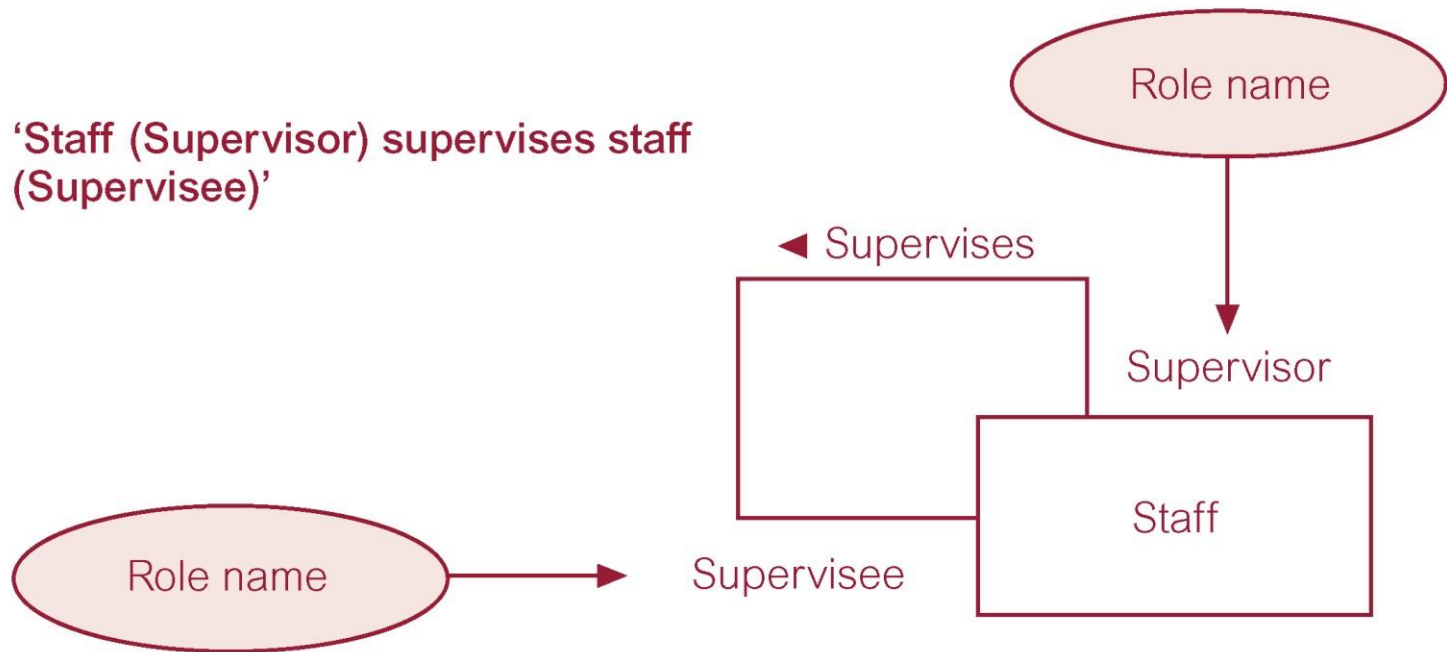 Role name
‘Staff (Supervisor) supervises staff
(Supervisee)’
◄ Supervises
Supervisor
Staff
Role name
Supervisee